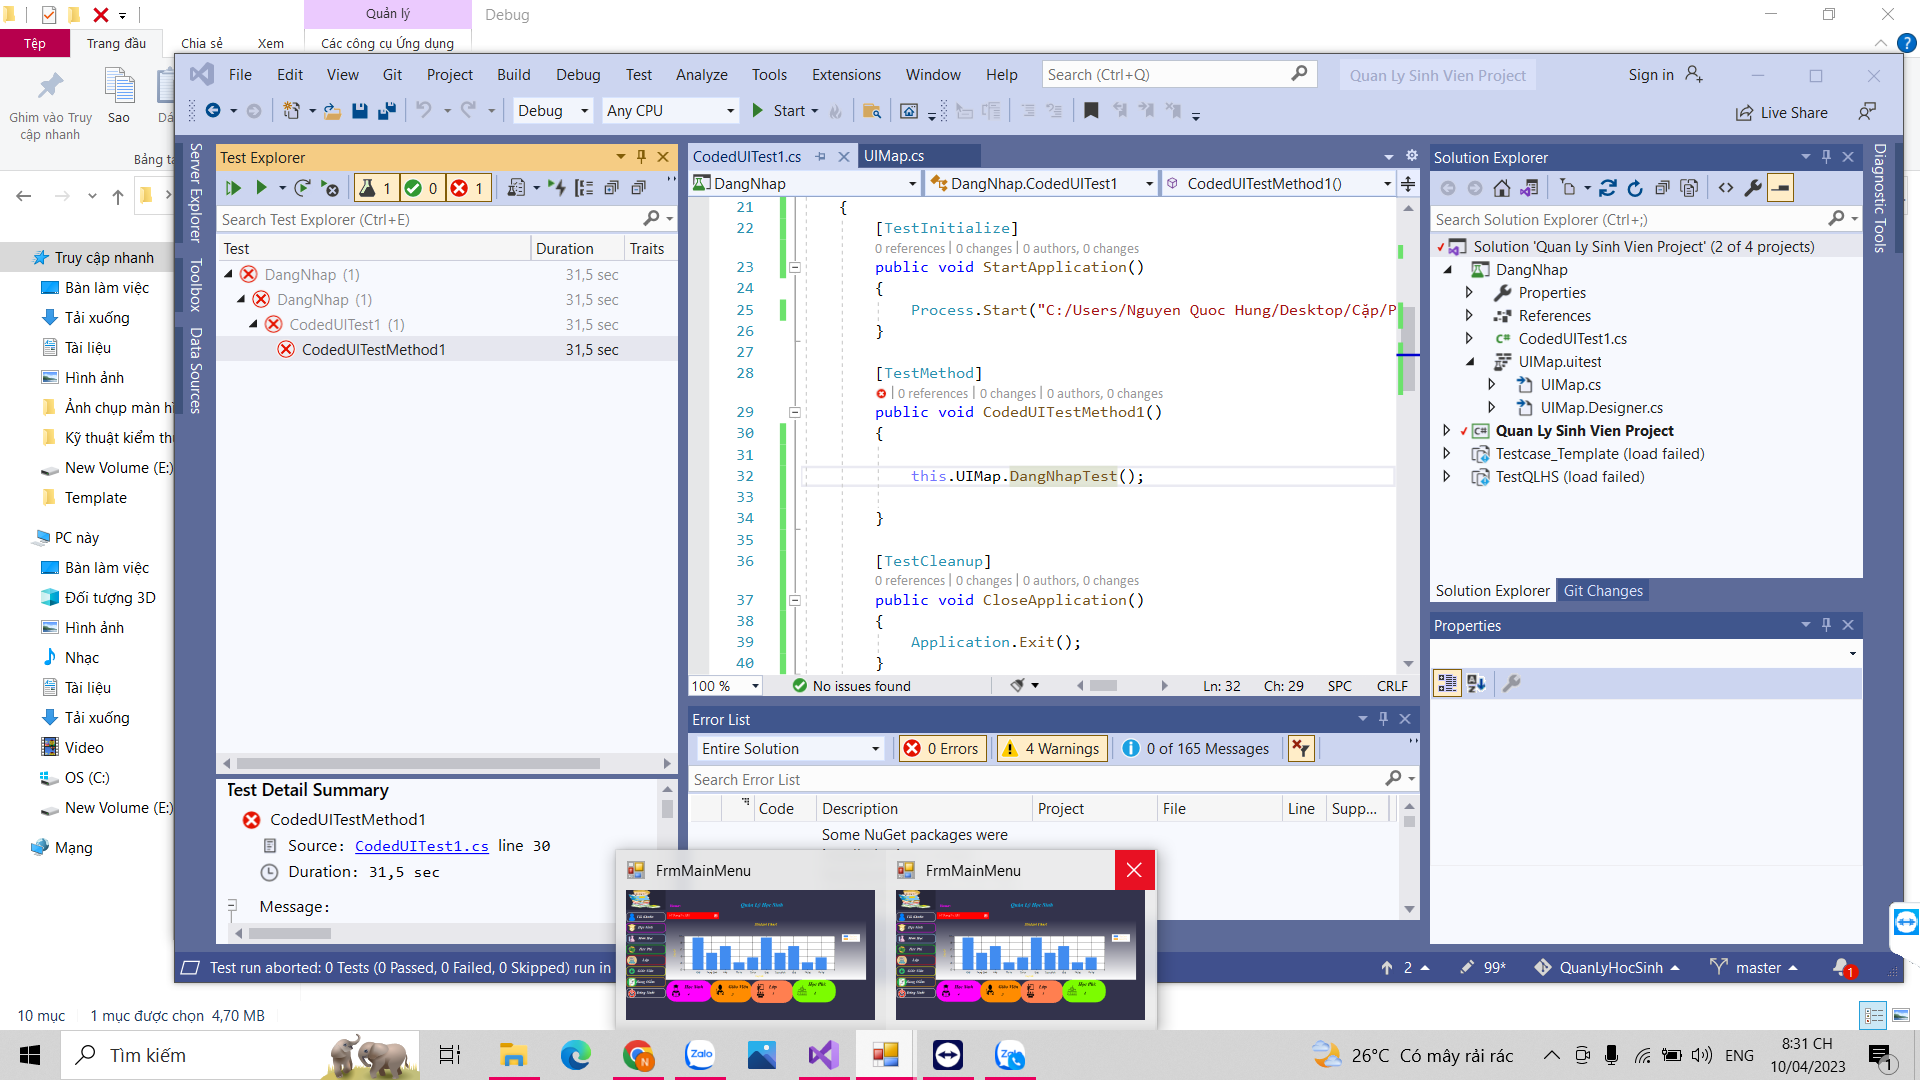 Quản lý
Debug
Tệp
Trang đầu
Chia sẻ
Xem
Các công cụ Ứng dụng
File Edit View Git Project Build Debug Test Analyze Tools Extensions Window Help
Search (Ctrl+Q)
Quan Ly Sinh Vien Project
Sign in
Ghim vào Truy
cập nhanh
Sao
Debug
Any CPU
Start
Live Share
Server Explorer
Toolbox
Data Sources
Test Explorer
1
0
1
Search Test Explorer (Ctrl+E)
Test Duration Traits
DangNhap (1) 31,5 sec
DangNhap (1) 31,5 sec
CodedUITest1 (1) 31,5 sec
CodedUITestMethod1 31,5 sec
Test Detail Summary
CodedUITestMethod1
Source: CodedUITest1.cs line 30
Duration: 31,5 sec
Message:
CodedUITest1.cs
UIMap.cs
DangNhap
DangNhap.CodedUITest1
CodedUITestMethod1()
21 {
22 [TestInitialize]
0 references | 0 changes | 0 authors, 0 changes
23 public void StartApplication()
24 {
25 Process.Start("C:/Users/Nguyen Quoc Hung/Desktop/Cặp/P
26 }
27
28 [TestMethod]
| 0 references | 0 changes | 0 authors, 0 changes
29 public void CodedUITestMethod1()
30 {
31
32 this.UIMap.DangNhapTest();
33
34 }
35
36 [TestCleanup]
0 references | 0 changes | 0 authors, 0 changes
37 public void CloseApplication()
38 {
39 Application.Exit();
40 }
100 %
No issues found
Ln: 32
Ch: 29
SPC
CRLF
Error List
Entire Solution
0 Errors
4 Warnings
0 of 165 Messages
Search Error List
Code Description Project File Line Supp...
Some NuGet packages were
Solution Explorer
Search Solution Explorer (Ctrl+;)
Solution 'Quan Ly Sinh Vien Project' (2 of 4 projects)
DangNhap
Properties
References
CodedUITest1.cs
UIMap.uitest
UIMap.cs
UIMap.Designer.cs
Quan Ly Sinh Vien Project
Testcase_Template (load failed)
TestQLHS (load failed)
Solution Explorer
Git Changes
Properties
Diagnostic Tools
Truy cập nhanh
Bàn làm việc
Tải xuống
Tài liệu
Hình ảnh
Ảnh chụp màn hì
Kỹ thuật kiểm th
New Volume (E:)
Template
PC này
Bàn làm việc
Đối tượng 3D
Hình ảnh
Nhạc
Tài liệu
Tải xuống
Video
OS (C:)
New Volume (E:)
Mạng
FrmMainMenu
FrmMainMenu
Quản Lý Học Sinh
Quản Lý Học Sinh
Test run aborted: 0 Tests (0 Passed, 0 Failed, 0 Skipped) run in
2
99*
QuanLyHocSinh
master
1
10 mục
1 mục được chọn 4,70 MB
Tìm kiếm
Zalo
26°C Có mây rải rác
ENG
8:31 CH
10/04/2023
1